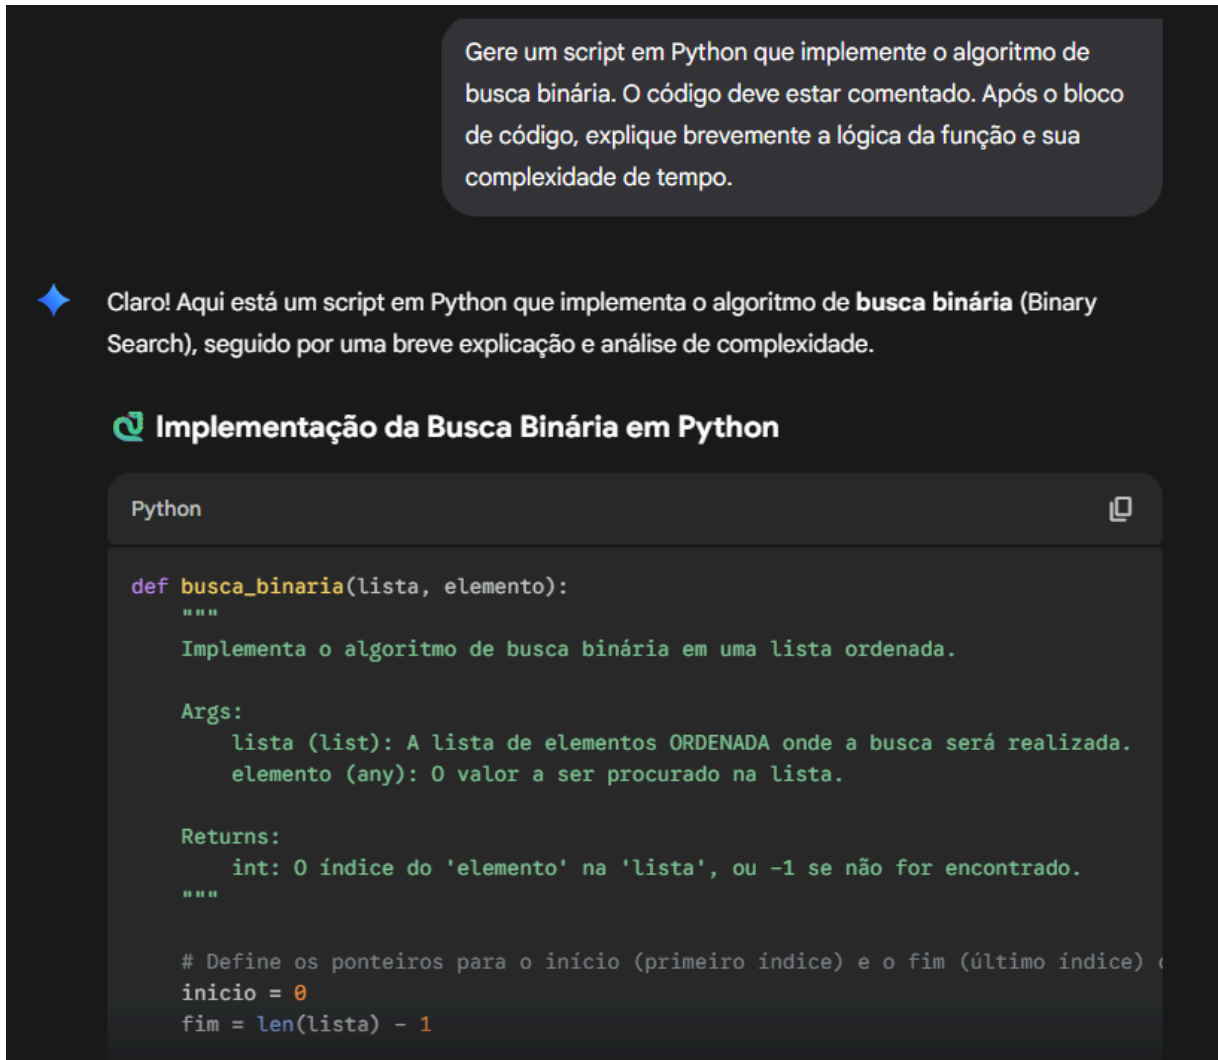 Gere um script em Python que implemente o algoritmo de
busca binária. O código deve estar comentado. Após o bloco
de código, explique brevemente a lógica da função e sua
complexidade de tempo.
Claro! Aqui está um script em Python que implementa o algoritmo de busca binária (Binary
Search), seguido por uma breve explicação e análise de complexidade.
Implementação da Busca Binária em Python
Python
def busca_binaria(lista, elemento):
    """
    Implementa o algoritmo de busca binária em uma lista ordenada.
    Args:
        lista (list): A lista de elementos ORDENADA onde a busca será realizada.
        elemento (any): O valor a ser procurado na lista.
    Returns:
        int: O índice do 'elemento' na 'lista', ou -1 se não for encontrado.
    """
    # Define os ponteiros para o início (primeiro índice) e o fim (último índice)
    inicio = 0
    fim = len(lista) - 1